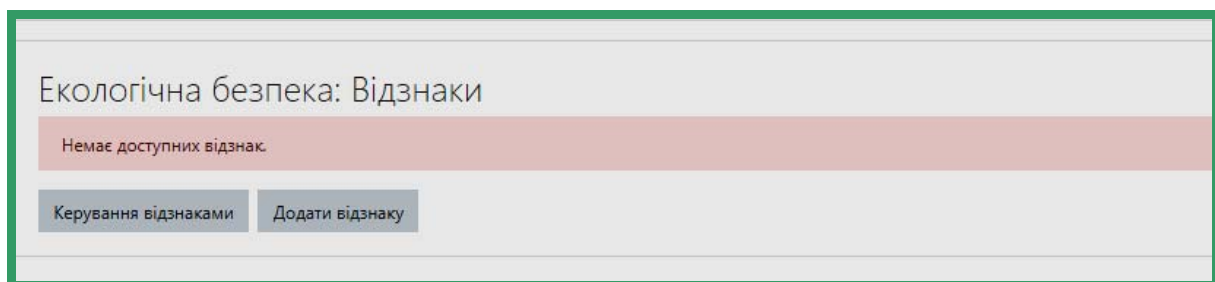 Екологічна безпека: Відзнаки
Немає доступних відзнак.
Керування відзнаками Додати відзнаку